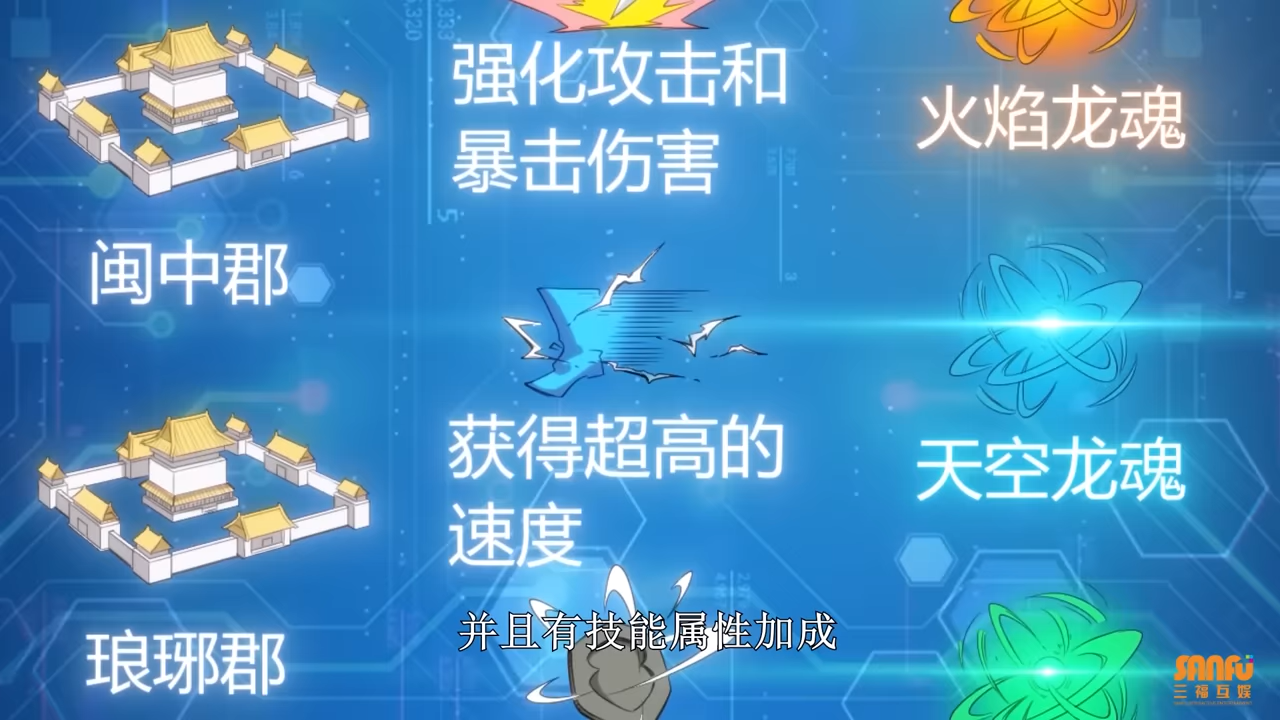 强化攻击和
暴击伤害
火焰龙魂
闽中郡
获得超高的
速度
天空龙魂
琅琊郡
并且有技能属性加成
SANFU
三福互娱